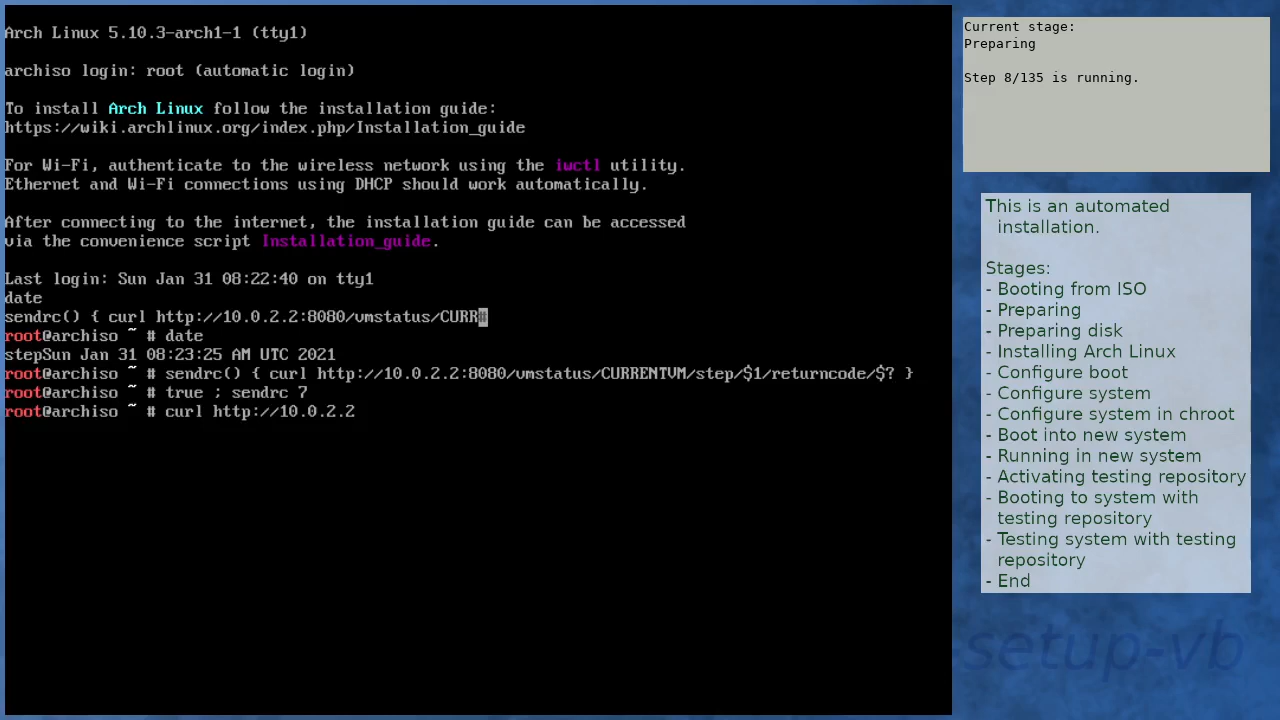 Arch Linux 5.10.3-arch1-1 (tty1)
archiso login: root (automatic login)
To install Arch Linux follow the installation guide:
https://wiki.archlinux.org/index.php/Installation_guide
For Wi-Fi, authenticate to the wireless network using the iwctl utility.
Ethernet and Wi-Fi connections using DHCP should work automatically.
After connecting to the internet, the installation guide can be accessed
via the convenience script Installation_guide.
Last login: Sun Jan 31 08:22:40 on tty1
date
sendrc() { curl http://10.0.2.2:8080/vmstatus/CURR
root@archiso ~ # date
stepSun Jan 31 08:23:25 AM UTC 2021
root@archiso ~ # sendrc() { curl http://10.0.2.2:8080/vmstatus/CURRENTVM/step/$1/returncode/$? }
root@archiso ~ # true ; sendrc 7
root@archiso ~ # curl http://10.0.2.2
Current stage:
Preparing
Step 8/135 is running.
This is an automated
installation.
Stages:
- Booting from ISO
- Preparing
- Preparing disk
- Installing Arch Linux
- Configure boot
- Configure system
- Configure system in chroot
- Boot into new system
- Running in new system
- Activating testing repository
- Booting to system with
testing repository
- Testing system with testing
repository
- End
-setup-vb